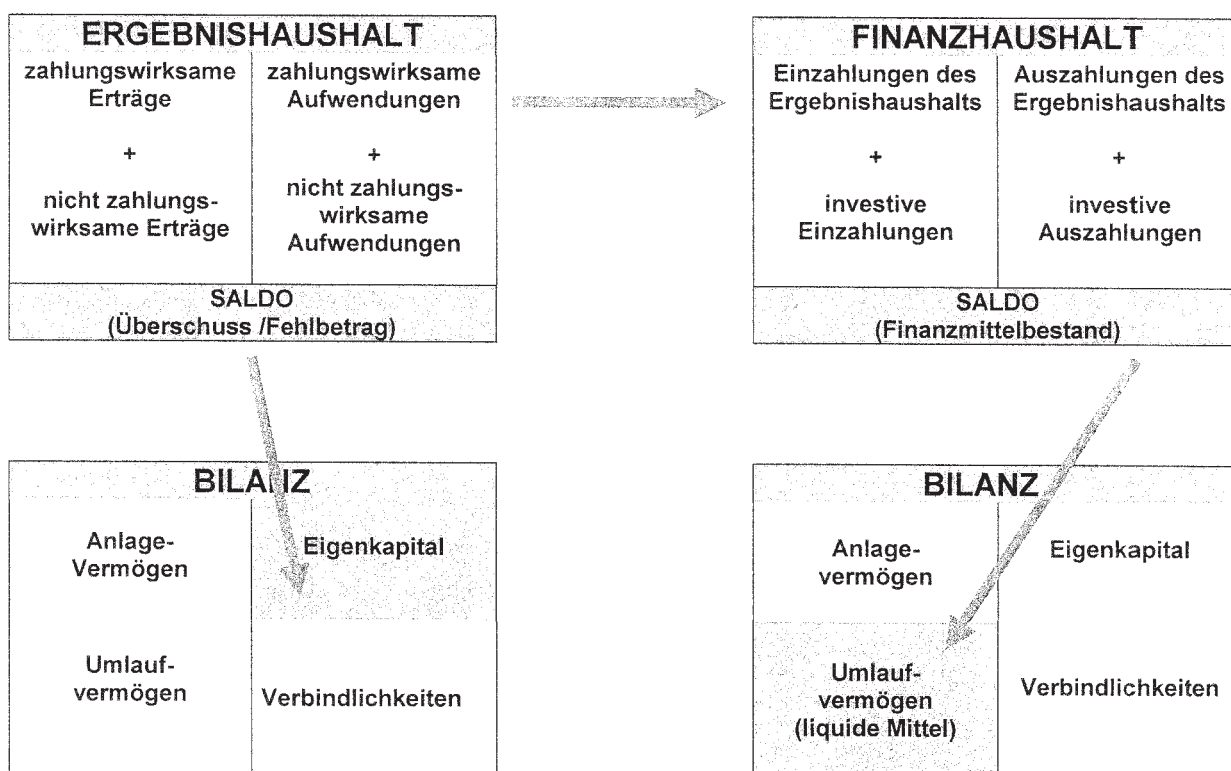 ERGEBNISHAUSHALT
zahlungswirksame
Erträge
+
nicht zahlungs-
wirksame Erträge
zahlungswirksame
Aufwendungen
+
nicht zahlungs-
wirksame
Aufwendungen
SALDO
(Überschuss /Fehlbetrag)
FINANZHAUSHALT
Einzahlungen des
Ergebnishaushalts
+
investive
Einzahlungen
Auszahlungen des
Ergebnishaushalts
+
investive
Auszahlungen
SALDO
(Finanzmittelbestand)
BILANZ
Anlage-
Vermögen
Eigenkapital
Umlauf-
vermögen
Verbindlichkeiten
BILANZ
Anlage-
vermögen
Eigenkapital
Umlauf-
vermögen
(liquide Mittel)
Verbindlichkeiten